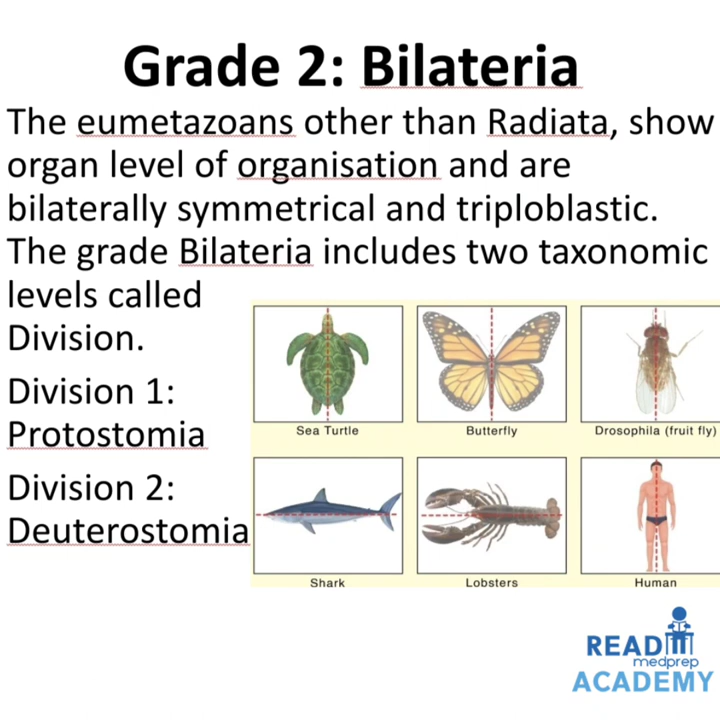 Grade 2: Bilateria
The eumetazoans other than Radiata, show
organ level of organisation and are
bilaterally symmetrical and triploblastic.
The grade Bilateria includes two taxonomic
levels called
Division.
Division 1:
Protostomia
Division 2:
Deuterostomia
Sea Turtle
Butterfly
Drosophila (fruit fly)
Shark
Lobsters
Human
READ
medprep
ACADEMY